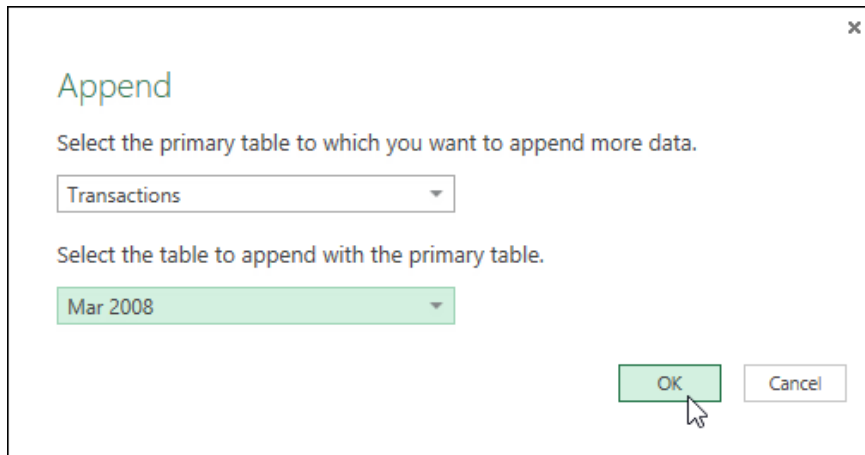 Append
Select the primary table to which you want to append more data.
Transactions
Select the table to append with the primary table.
Mar 2008
OK Cancel